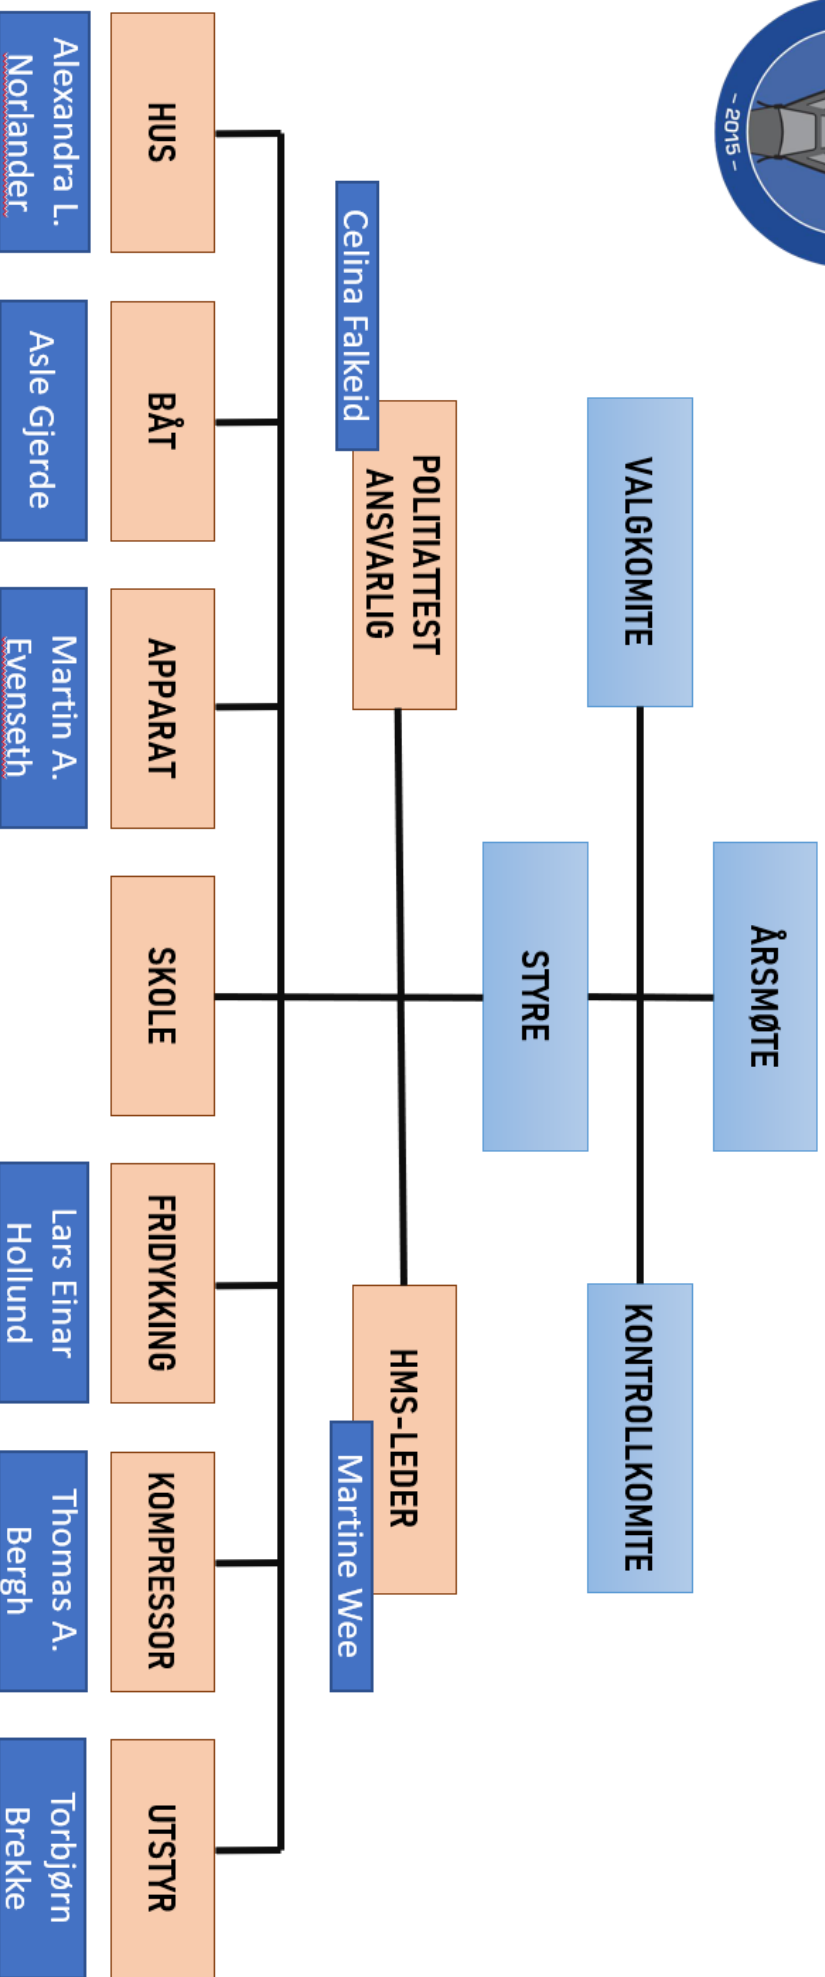 - 2015 -
ÅRSMØTE
VALGKOMITE
KONTROLLKOMITE
STYRE
POLITIATTEST
ANSVARLIG
Celina Falkeid
HMS-LEDER
Martine Wee
HUS
Alexandra L.
Norlander
BÅT
Asle Gjerde
APPARAT
Martin A.
Evenseth
SKOLE
FRIDYKKING
Lars Einar
Hollund
KOMPRESSOR
Thomas A.
Bergh
UTSTYR
Torbjørn
Brekke